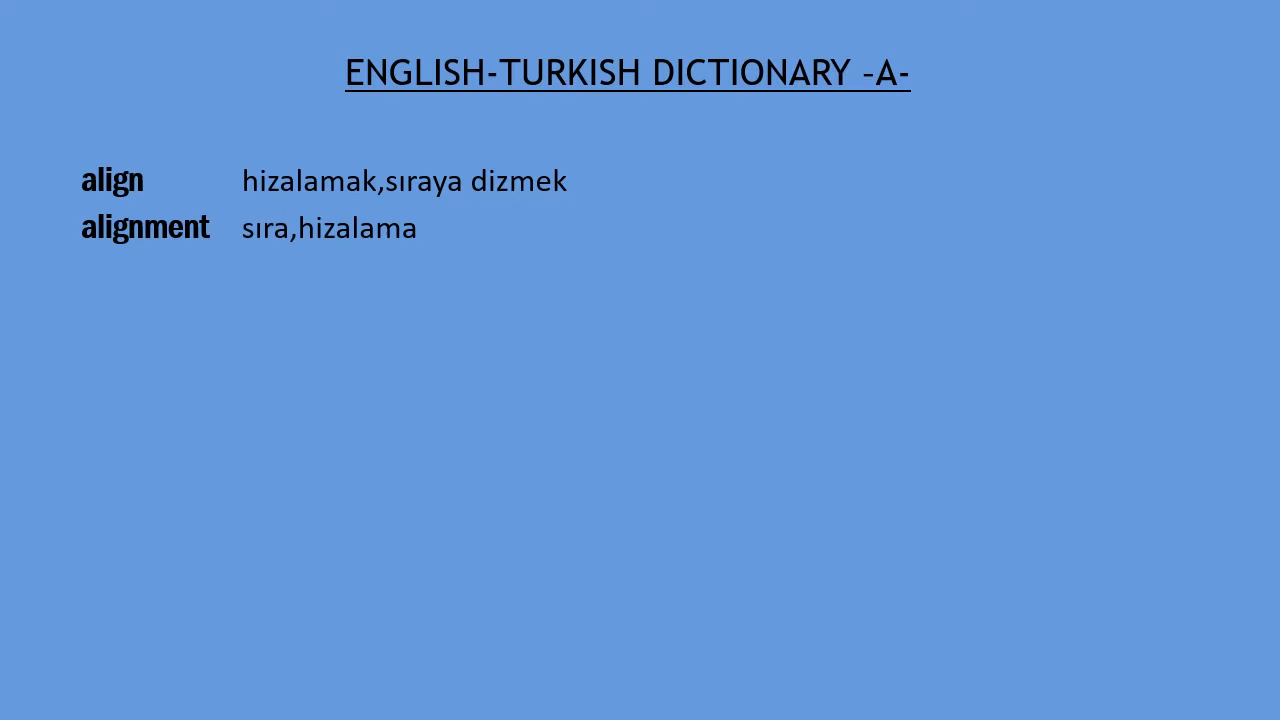 ENGLISH-TURKISH DICTIONARY –A-
align hizalamak,sıraya dizmek
alignment sıra,hizalama